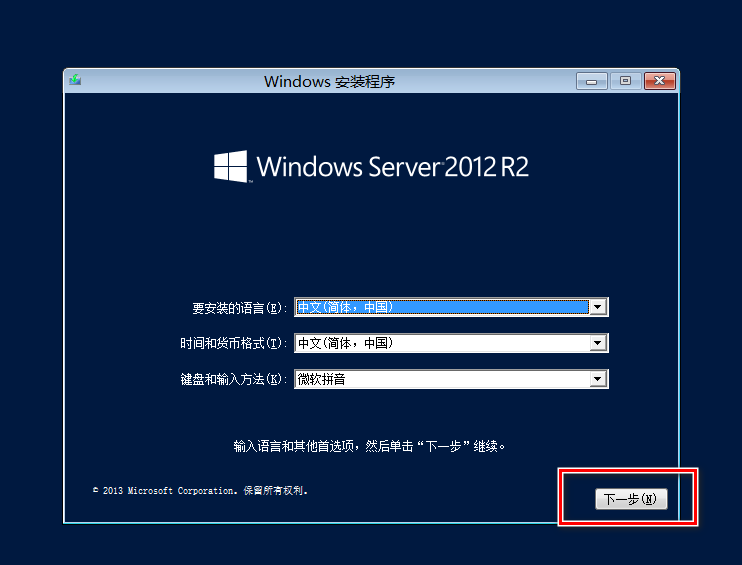 Windows 安装程序
Windows Server 2012 R2
要安装的语言(E): 中文(简体，中国)
时间和货币格式(T): 中文(简体，中国)
键盘和输入方法(K): 微软拼音
输入语言和其他首选项，然后单击“下一步”继续。
© 2013 Microsoft Corporation。保留所有权利。
下一步(N)